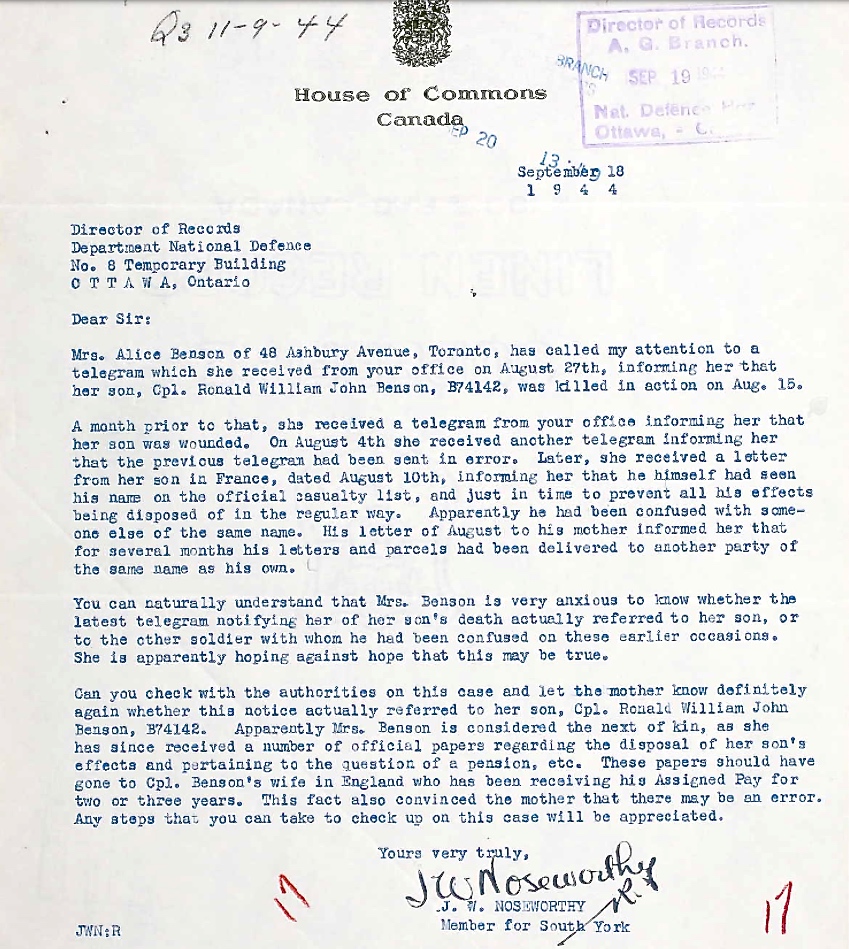 Q3 11-9-44
Director of Records
A. G. Branch.
BRANCH
SEP 19
Nat. Defence
Ottawa,
House of Commons
Canada
SEP 20
13
September 18
1 9 4 4
Director of Records
Department National Defence
No. 8 Temporary Building
O T T A W A, Ontario
Dear Sir:
Mrs. Alice Benson of 48 Ashbury Avenue, Toronto, has called my attention to a
telegram which she received from your office on August 27th, informing her that
her son, Cpl. Ronald William John Benson, B74142, was killed in action on Aug. 15.
A month prior to that, she received a telegram from your office informing her that
her son was wounded. On August 4th she received another telegram informing her
that the previous telegram had been sent in error. Later, she received a letter
from her son in France, dated August 10th, informing her that he himself had seen
his name on the official casualty list, and just in time to prevent all his effects
being disposed of in the regular way. Apparently he had been confused with some-
one else of the same name. His letter of August to his mother informed her that
for several months his letters and parcels had been delivered to another party of
the same name as his own.
You can naturally understand that Mrs. Benson is very anxious to know whether the
latest telegram notifying her of her son's death actually referred to her son, or
to the other soldier with whom he had been confused on these earlier occasions.
She is apparently hoping against hope that this may be true.
Can you check with the authorities on this case and let the mother know definitely
again whether this notice actually referred to her son, Cpl. Ronald William John
Benson, B74142. Apparently Mrs. Benson is considered the next of kin, as she
has since received a number of official papers regarding the disposal of her son's
effects and pertaining to the question of a pension, etc. These papers should have
gone to Cpl. Benson's wife in England who has been receiving his Assigned Pay for
two or three years. This fact also convinced the mother that there may be an error.
Any steps that you can take to check up on this case will be appreciated.
Yours very truly,
JW Noseworthy
J. W. NOSEWORTHY
Member for South York
JWN:R
17
17